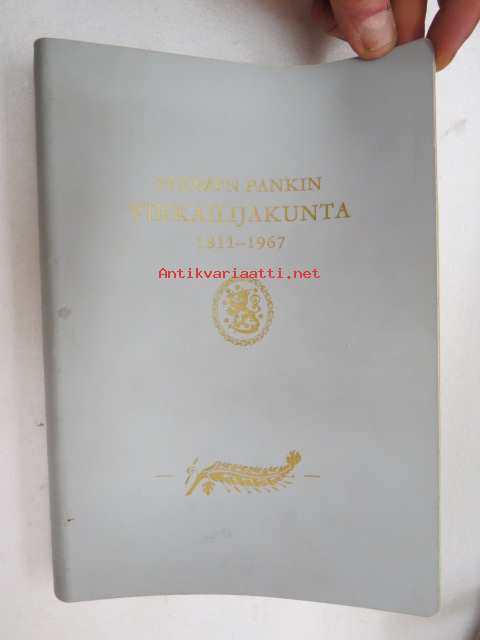 SUOMEN PANKIN
VIRKAILIJAKUNTA
1811–1967
Antikvariaatti.net